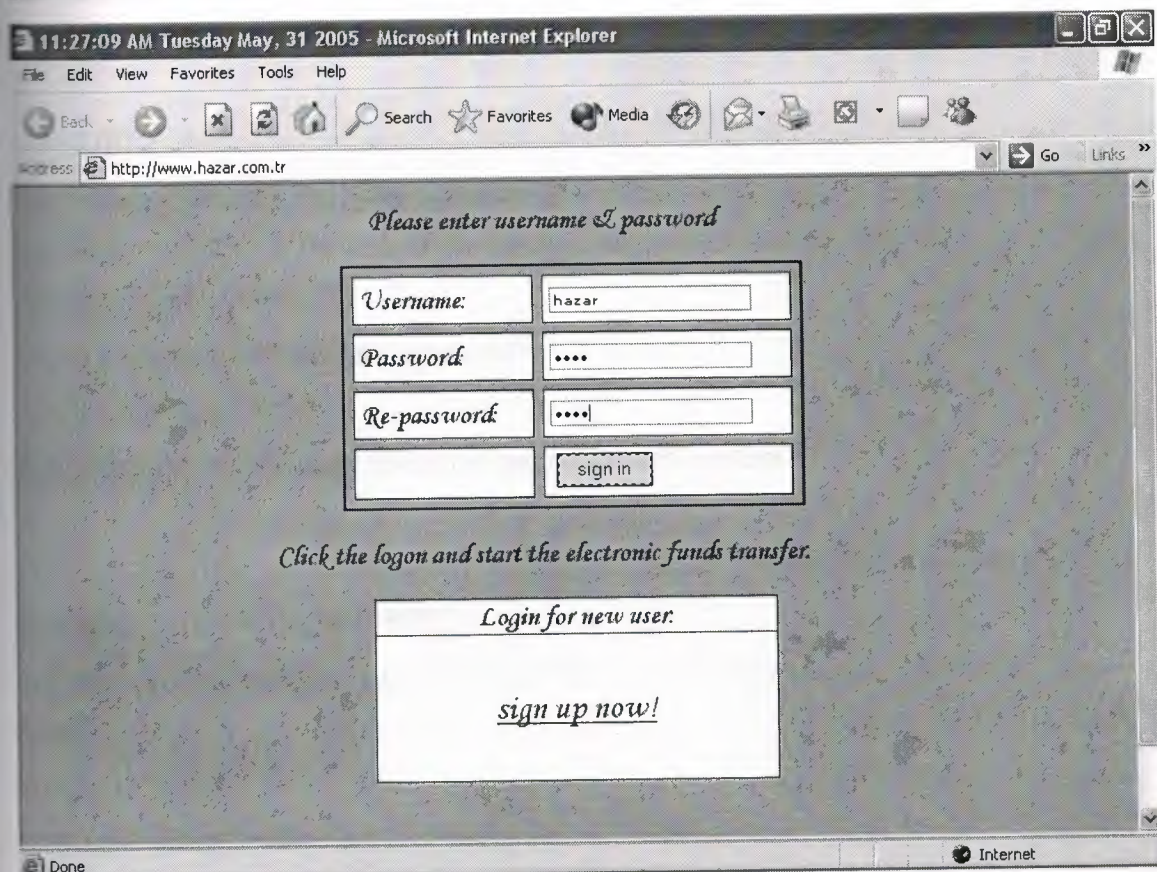 11:27:09 AM Tuesday May, 31 2005 - Microsoft Internet Explorer
File Edit View Favorites Tools Help
Back Search Favorites Media
Address http://www.hazar.com.tr Go Links »
Please enter username & password
Username: hazar
Password: ••••
Re-password: ••••
sign in
Click the logon and start the electronic funds transfer.
Login for new user:
sign up now!
Done Internet